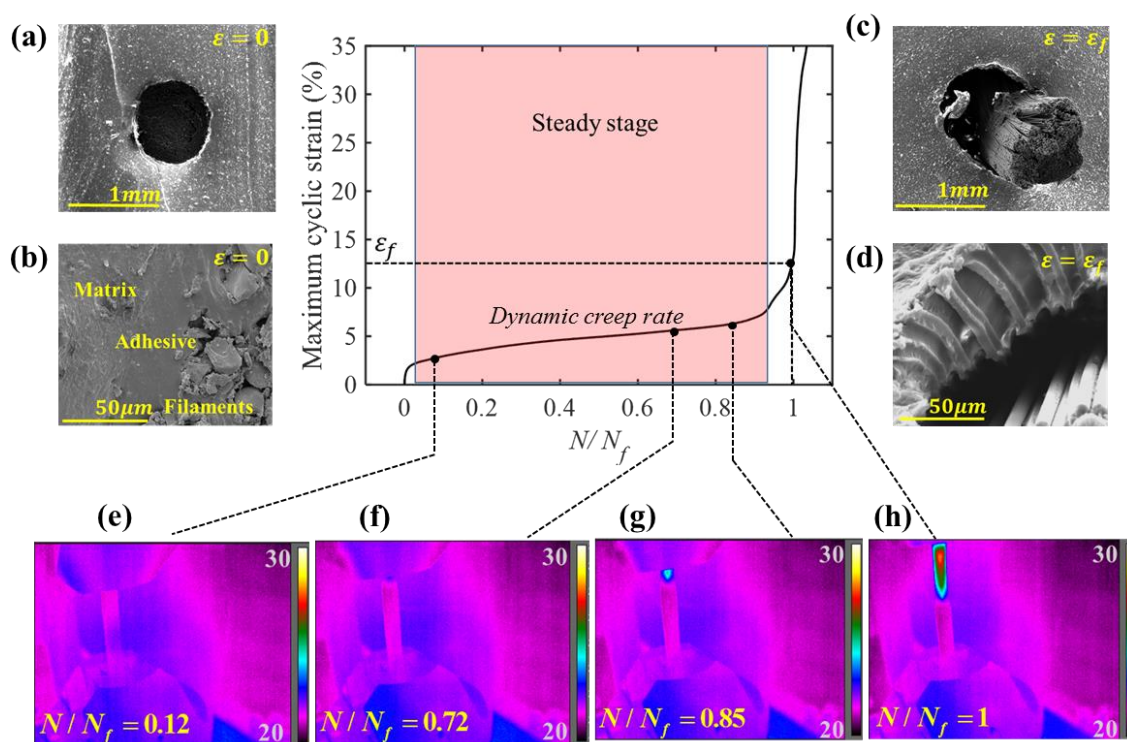 (a)
ε = 0
1mm
(b)
ε = 0
Matrix
Adhesive
Filaments
50μm
Maximum cyclic strain (%)
35
30
25
20
15
10
5
0
Steady stage
ε_f
Dynamic creep rate
0 0.2 0.4 0.6 0.8 1
N/ N_f
(c)
ε = ε_f
1mm
(d)
ε = ε_f
50μm
(e)
30
20
N / N_f = 0.12
(f)
30
20
N / N_f = 0.72
(g)
30
20
N / N_f = 0.85
(h)
30
20
N / N_f = 1